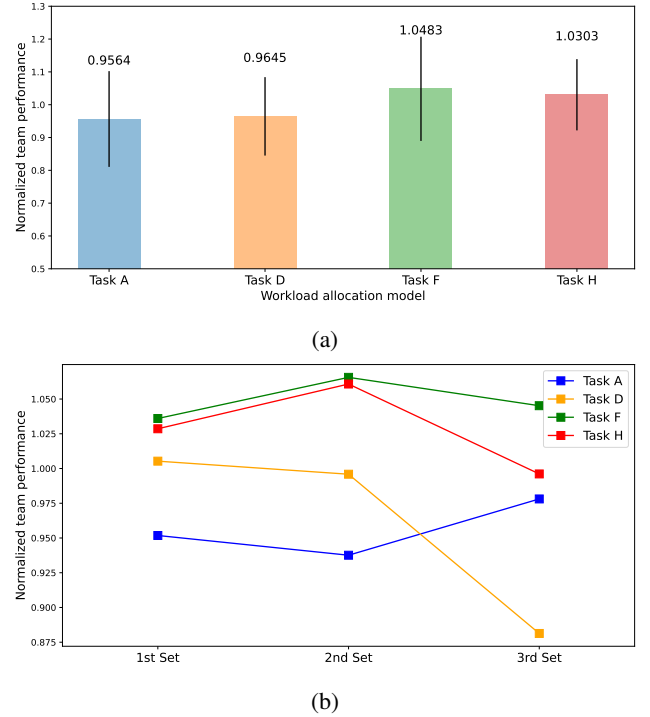 Normalized team performance
1.3
1.2
1.1
1.0
0.9
0.8
0.7
0.6
0.5
0.9564
0.9645
1.0483
1.0303
Task A
Task D
Task F
Task H
Workload allocation model
(a)
Normalized team performance
1.050
1.025
1.000
0.975
0.950
0.925
0.900
0.875
Task A
Task D
Task F
Task H
1st Set
2nd Set
3rd Set
(b)